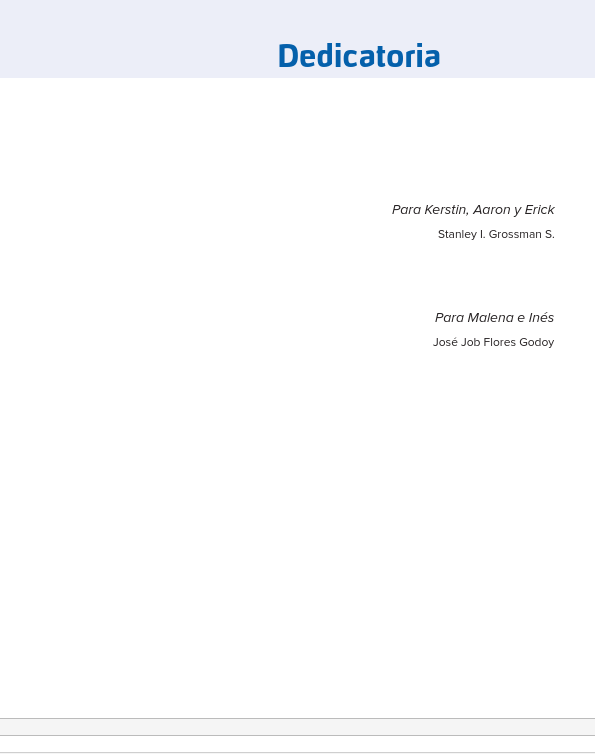 Dedicatoria
Para Kerstin, Aaron y Erick
Stanley I. Grossman S.
Para Malena e Inés
José Job Flores Godoy